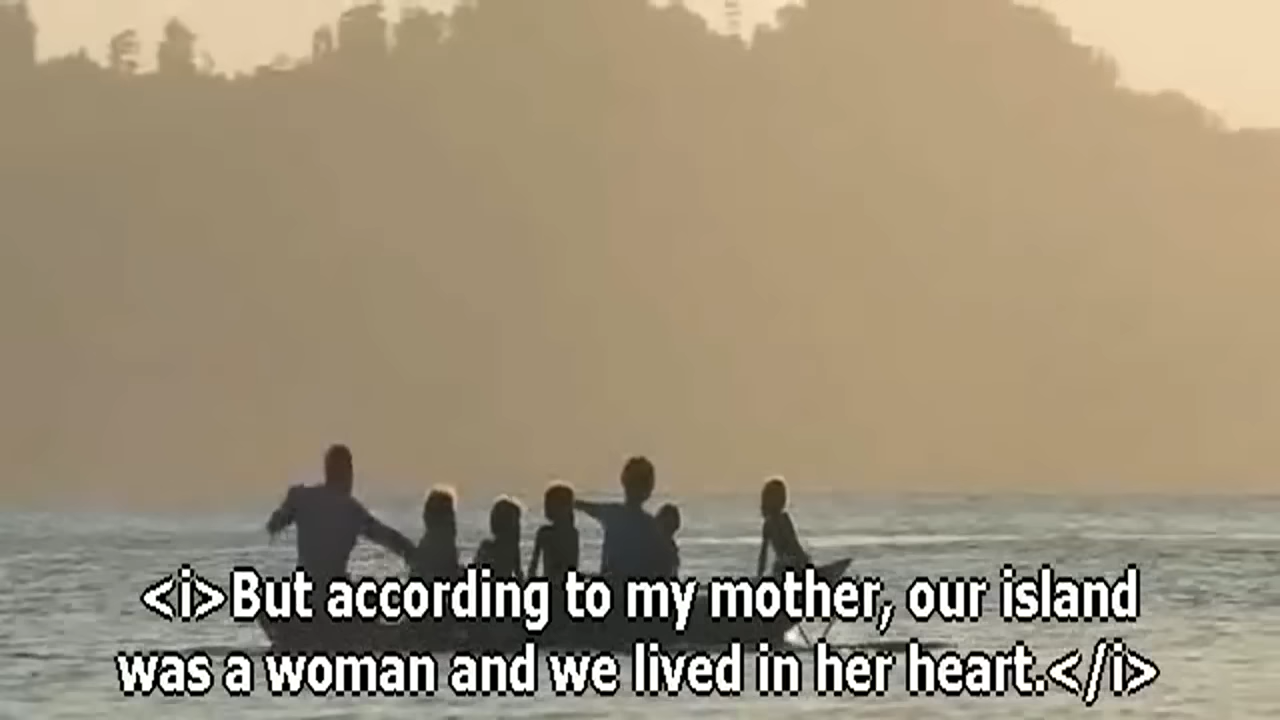 <i>But according to my mother, our island
was a woman and we lived in her heart.</i>